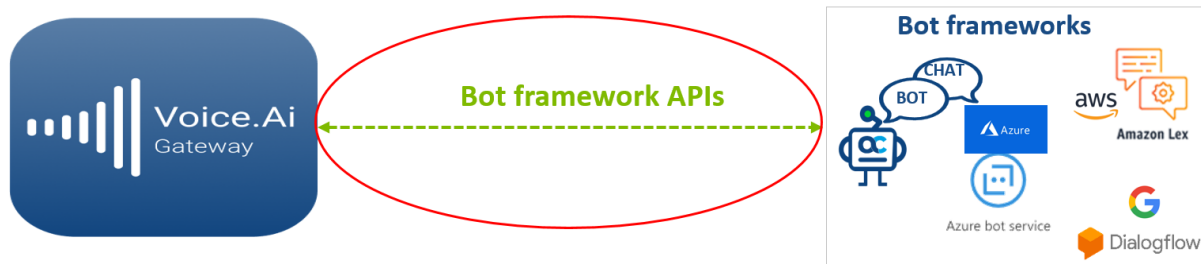 Voice.Ai
Gateway
Bot framework APIs
Bot frameworks
CHAT
BOT
Azure
Azure bot service
aws
Amazon Lex
G
Dialogflow